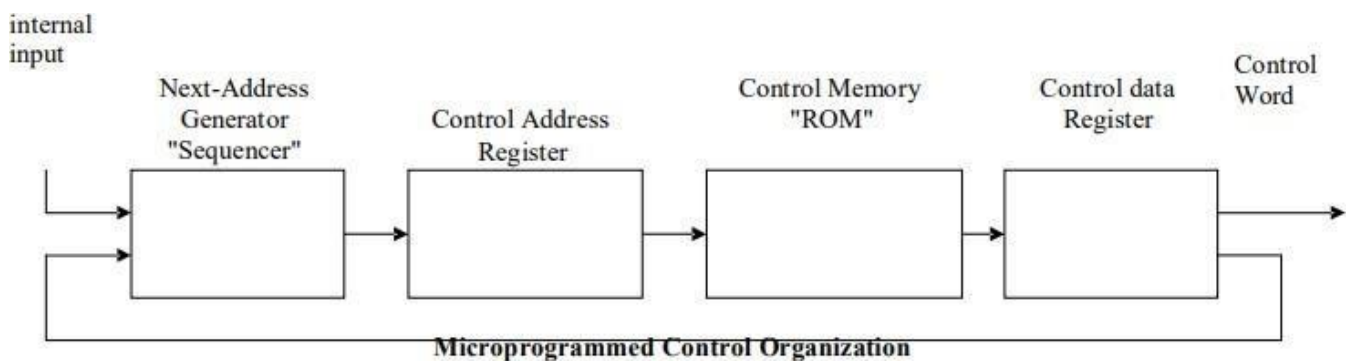 internal
input
Next-Address
Generator
"Sequencer"
Control Address
Register
Control Memory
"ROM"
Control data
Register
Control
Word
Microprogrammed Control Organization